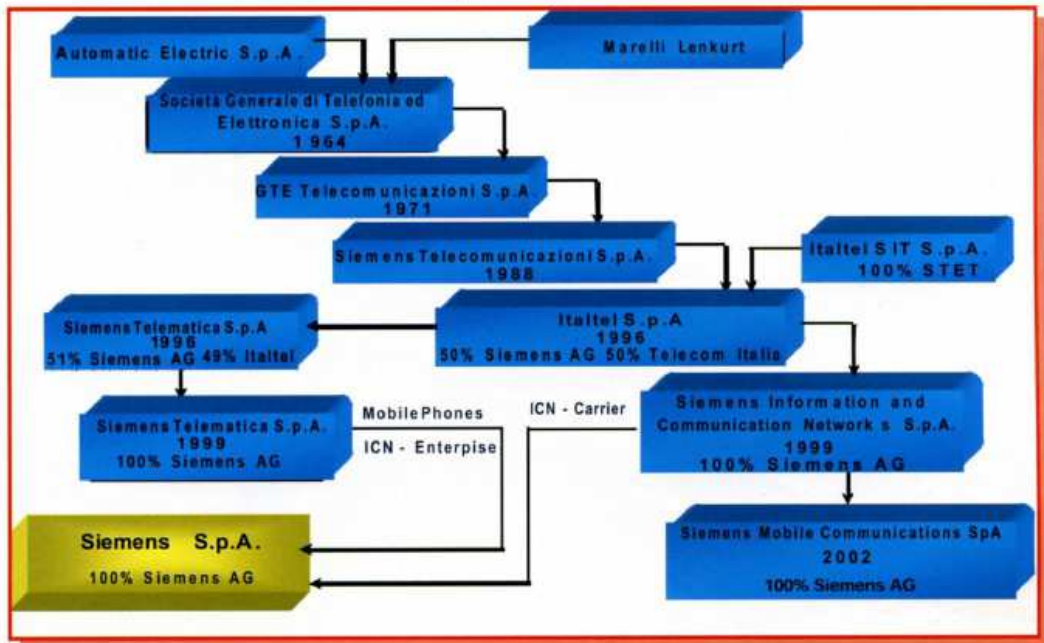 Automatic Electric S.p.A.
Marelli Lenkurt
Società Generale di Telefonia ed
Elettronica S.p.A.
1964
GTE Telecomunicazioni S.p.A.
1971
Siemens Telecomunicazioni S.p.A.
1988
Italtel SIT S.p.A.
100% STET
Siemens Telematica S.p.A
1996
51% Siemens AG 49% Italtel
Italtel S.p.A
1996
50% Siemens AG 50% Telecom Italia
Siemens Telematica S.p.A.
1999
100% Siemens AG
Mobile Phones
ICN - Enterpise
ICN - Carrier
Siemens Information and
Communication Network s S.p.A.
1999
100% Siemens AG
Siemens S.p.A.
100% Siemens AG
Siemens Mobile Communications SpA
2002
100% Siemens AG